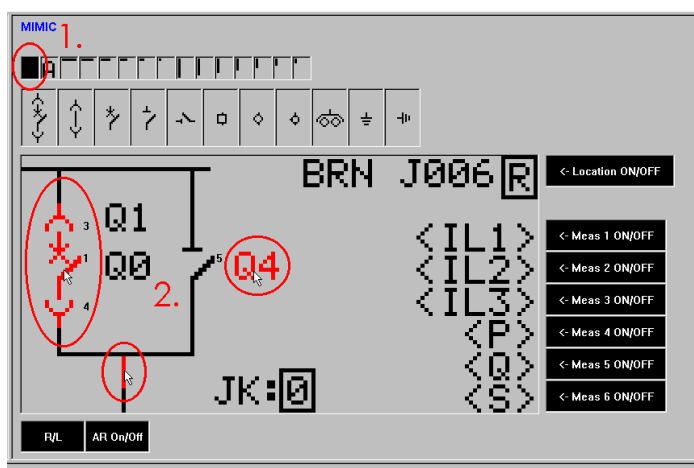 MIMIC
1.
A
BRN J006 R
<- Location ON/OFF
3
Q1
<IL1>
<- Meas 1 ON/OFF
1
Q0
5
Q4
<IL2>
<- Meas 2 ON/OFF
4
2.
<IL3>
<- Meas 3 ON/OFF
<P>
<- Meas 4 ON/OFF
<Q>
<- Meas 5 ON/OFF
JK:0
<S>
<- Meas 6 ON/OFF
R/L
AR On/Off